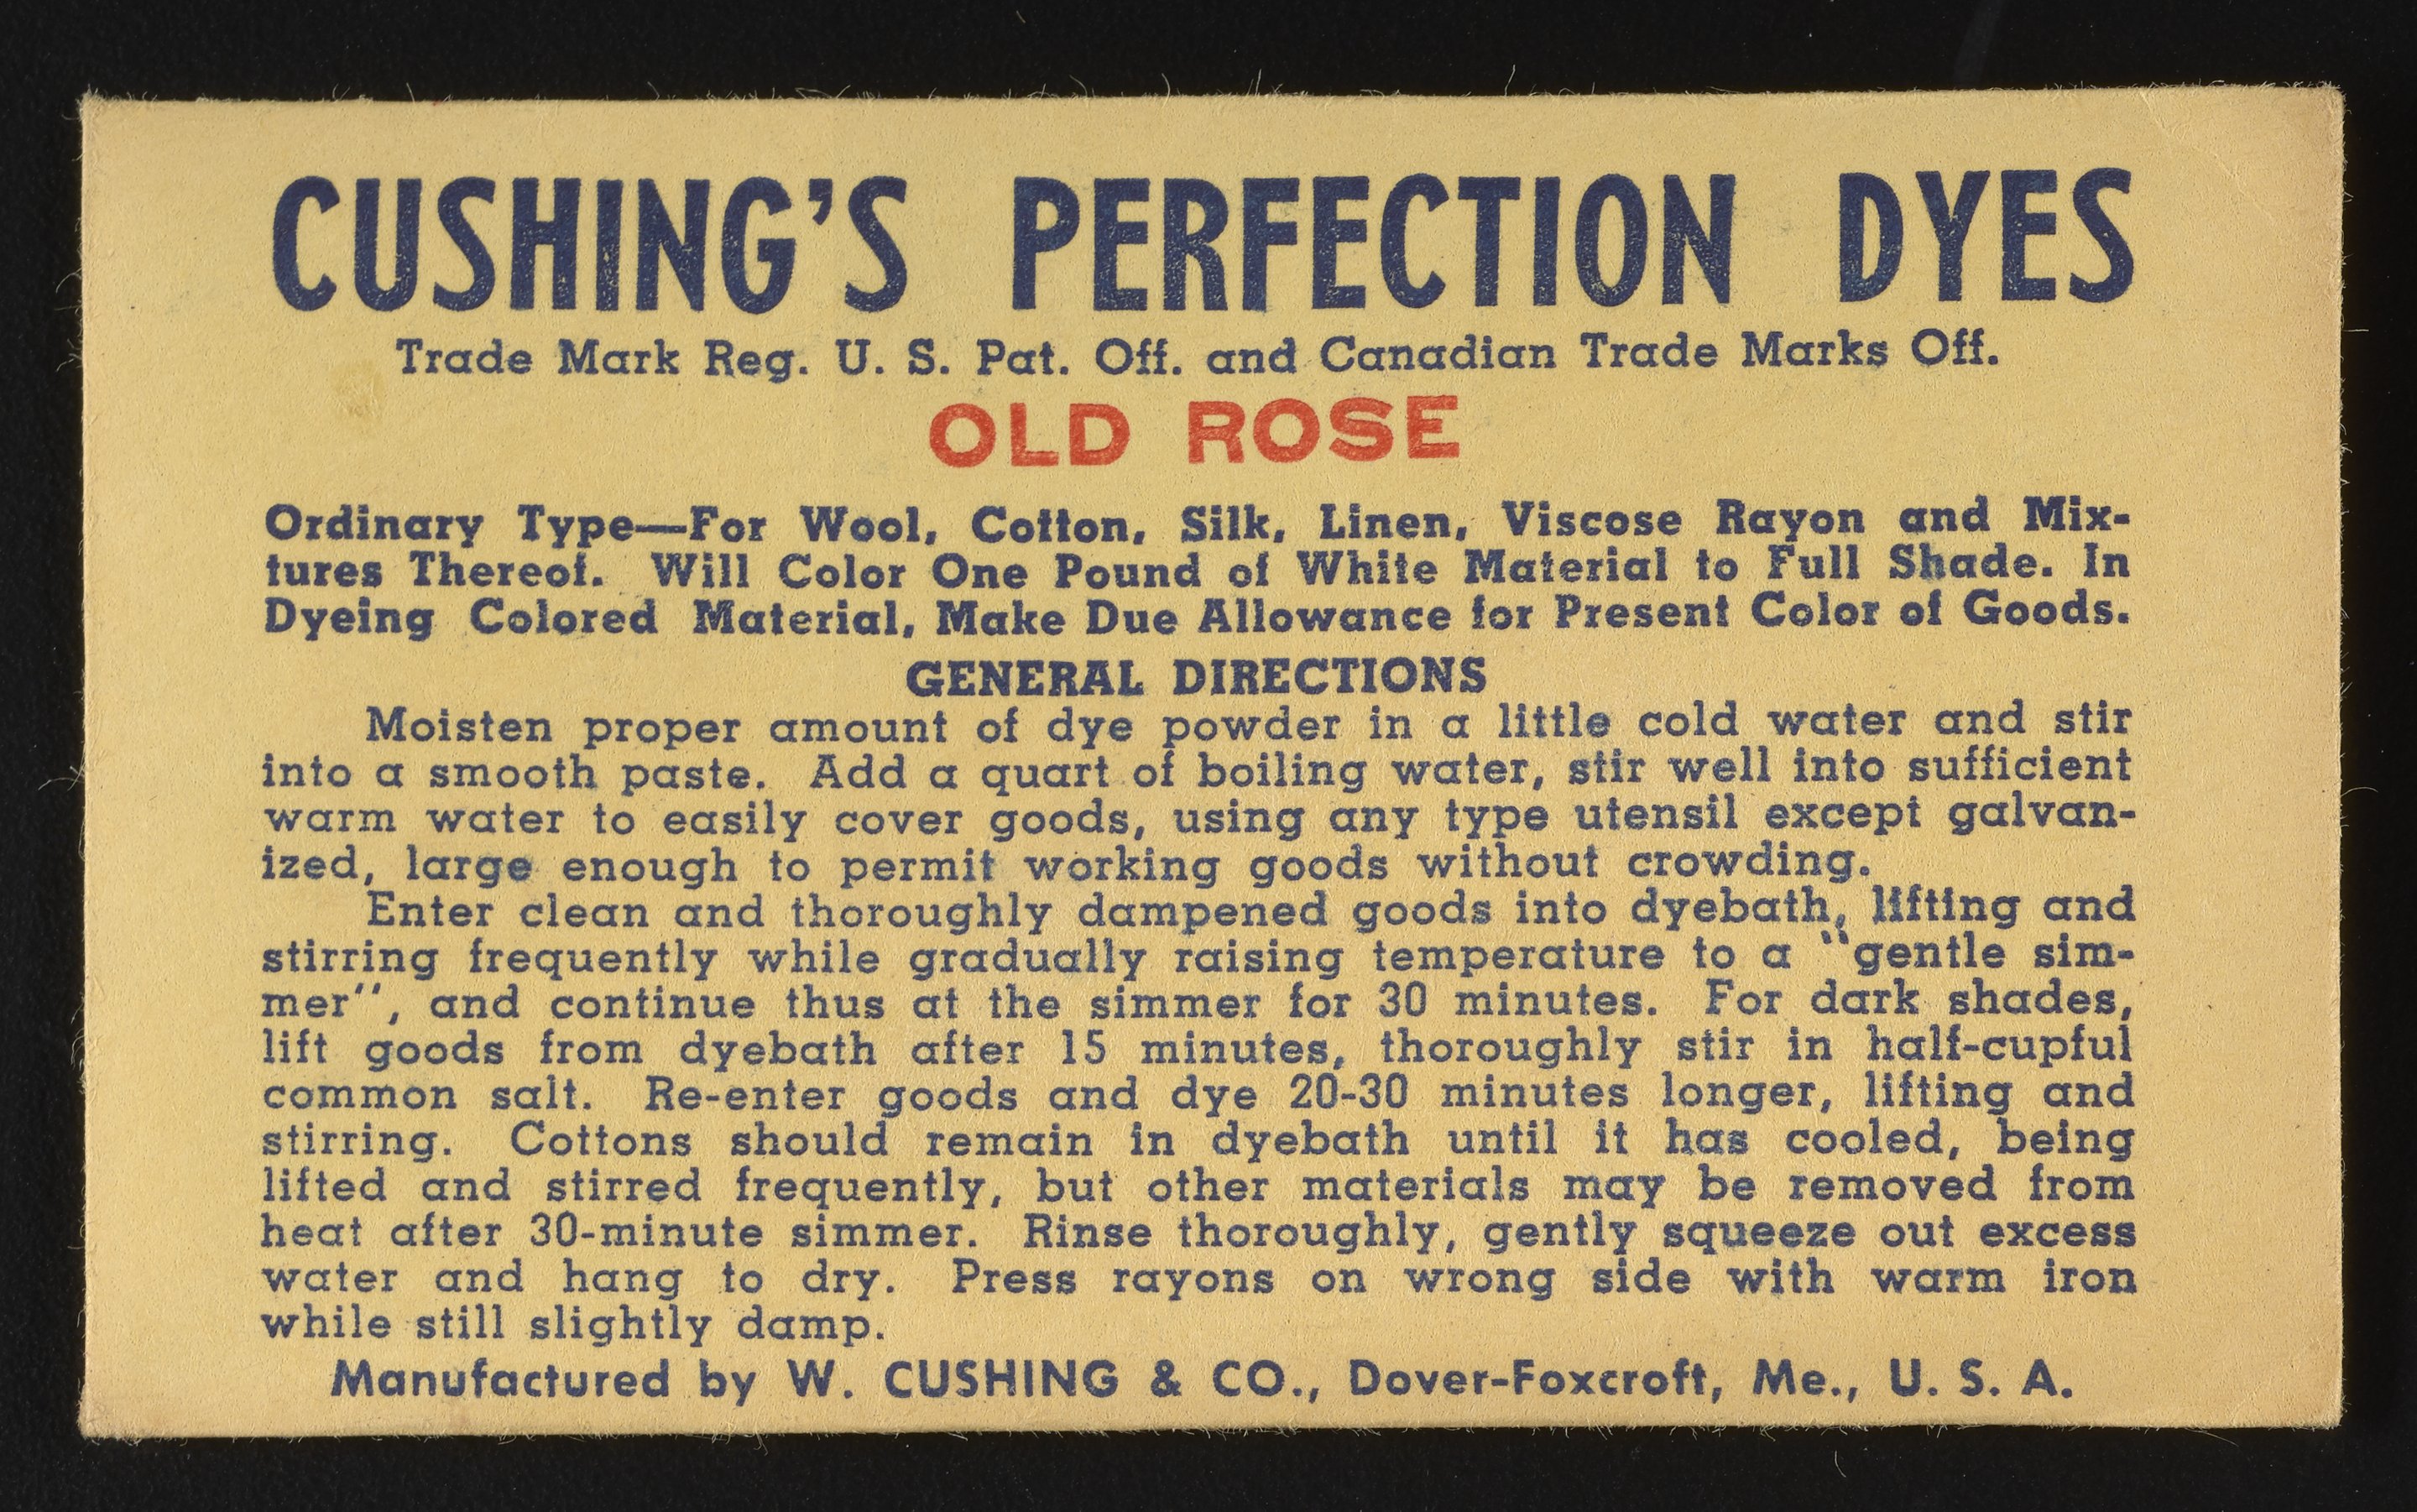 CUSHING'S PERFECTION DYES
Trade Mark Reg. U. S. Pat. Off. and Canadian Trade Marks Off.
OLD ROSE
Ordinary Type—For Wool, Cotton, Silk, Linen, Viscose Rayon and Mix-
tures Thereof. Will Color One Pound of White Material to Full Shade. In
Dyeing Colored Material, Make Due Allowance for Present Color of Goods.
GENERAL DIRECTIONS
Moisten proper amount of dye powder in a little cold water and stir
into a smooth paste. Add a quart of boiling water, stir well into sufficient
warm water to easily cover goods, using any type utensil except galvan-
ized, large enough to permit working goods without crowding.
Enter clean and thoroughly dampened goods into dyebath, lifting and
stirring frequently while gradually raising temperature to a "gentle sim-
mer", and continue thus at the simmer for 30 minutes. For dark shades,
lift goods from dyebath after 15 minutes, thoroughly stir in half-cupful
common salt. Re-enter goods and dye 20-30 minutes longer, lifting and
stirring. Cottons should remain in dyebath until it has cooled, being
lifted and stirred frequently, but other materials may be removed from
heat after 30-minute simmer. Rinse thoroughly, gently squeeze out excess
water and hang to dry. Press rayons on wrong side with warm iron
while still slightly damp.
Manufactured by W. CUSHING & CO., Dover-Foxcroft, Me., U. S. A.